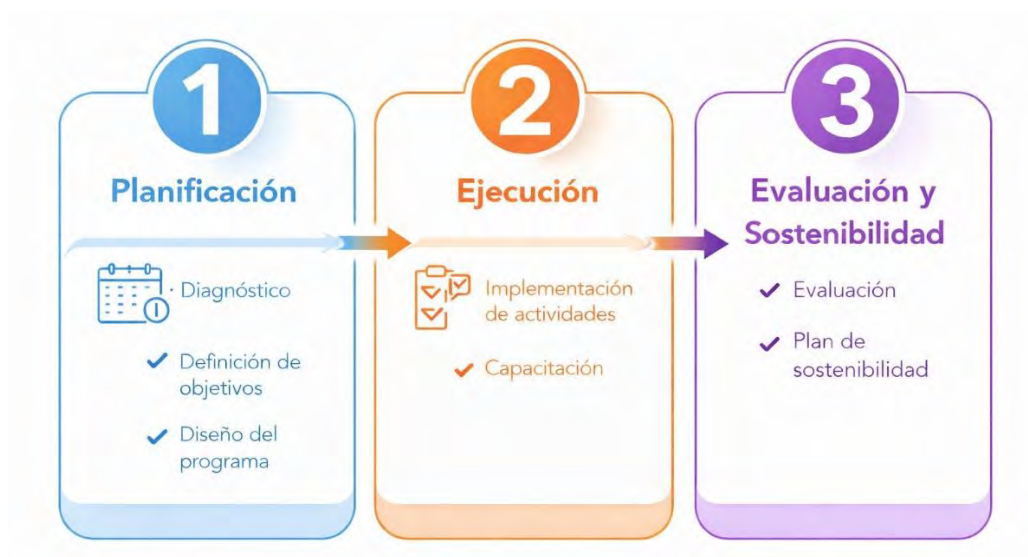 1
Planificación
Diagnóstico
Definición de
objetivos
Diseño del
programa
2
Ejecución
Implementación
de actividades
Capacitación
3
Evaluación y
Sostenibilidad
Evaluación
Plan de
sostenibilidad